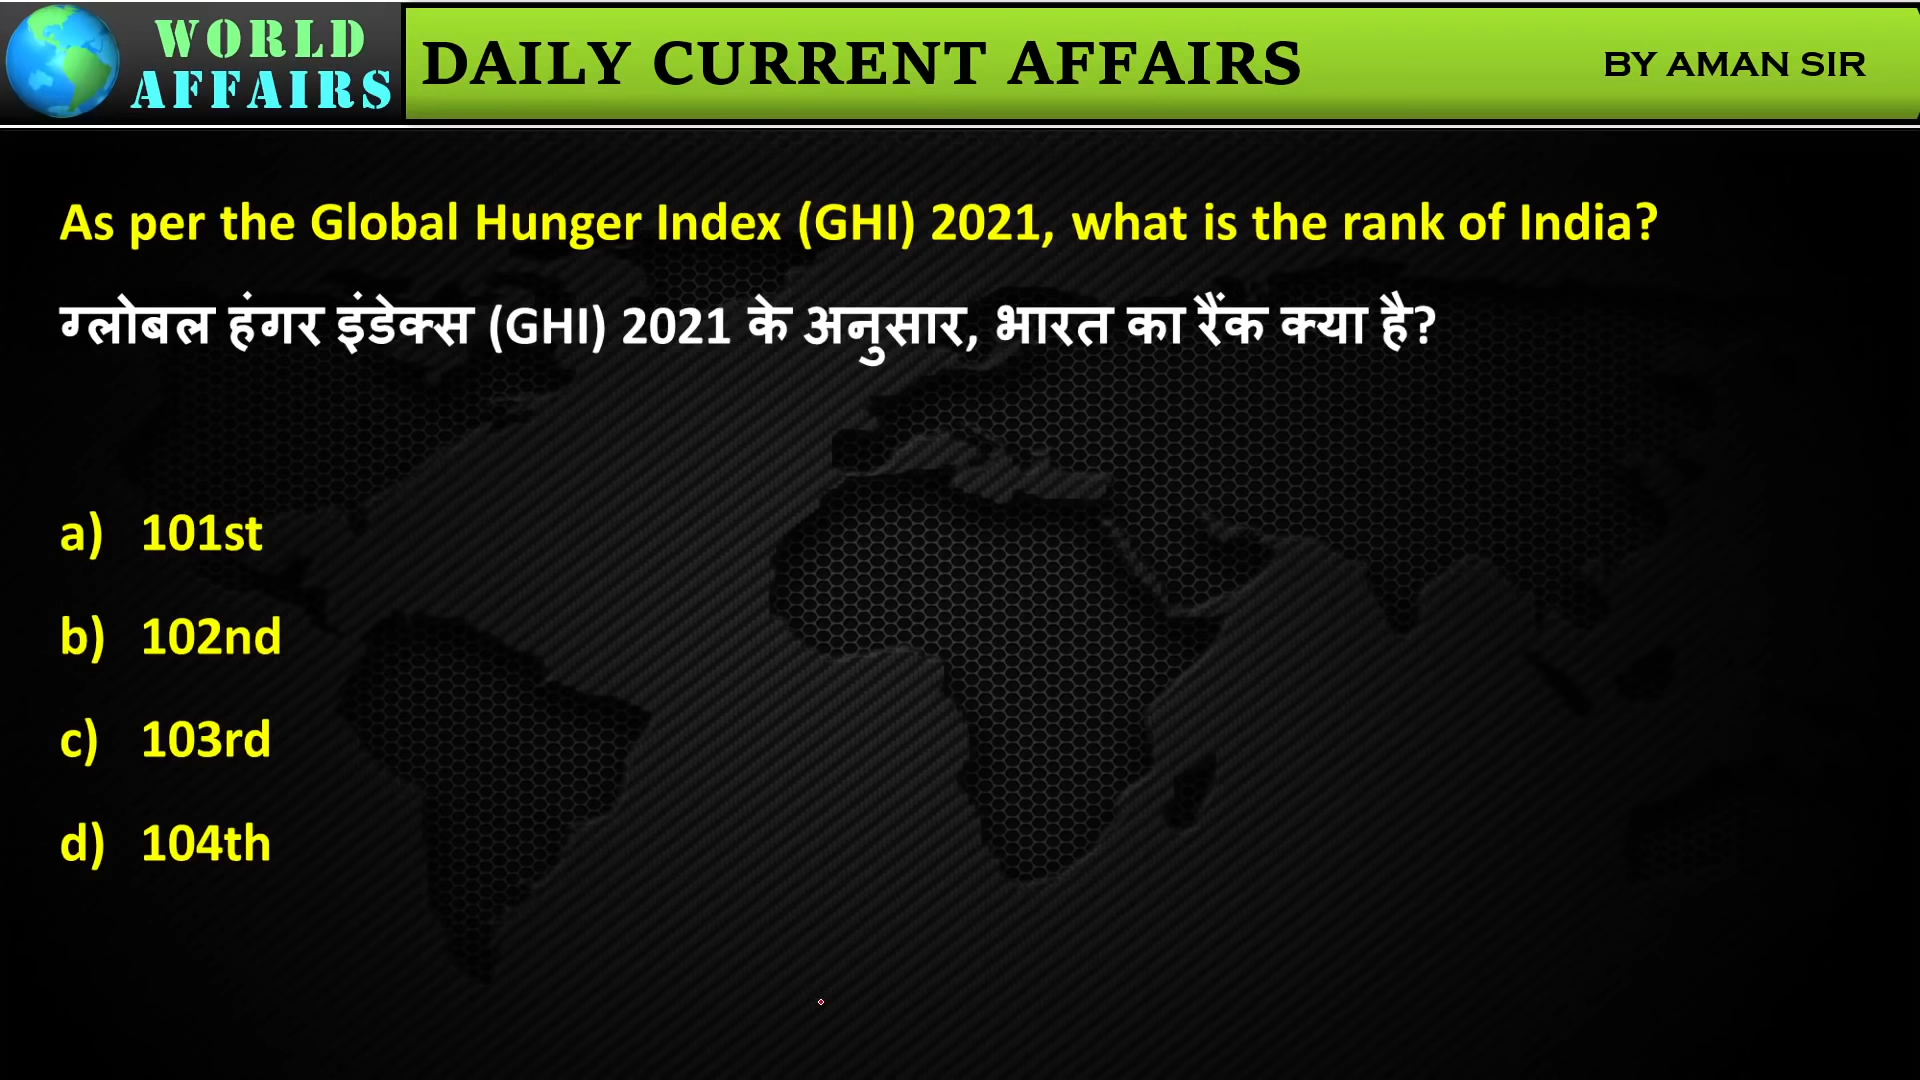 WORLD
AFFAIRS
DAILY CURRENT AFFAIRS
BY AMAN SIR
As per the Global Hunger Index (GHI) 2021, what is the rank of India?
ग्लोबल हंगर इंडेक्स (GHI) 2021 के अनुसार, भारत का रैंक क्या है?
a) 101st
b) 102nd
c) 103rd
d) 104th